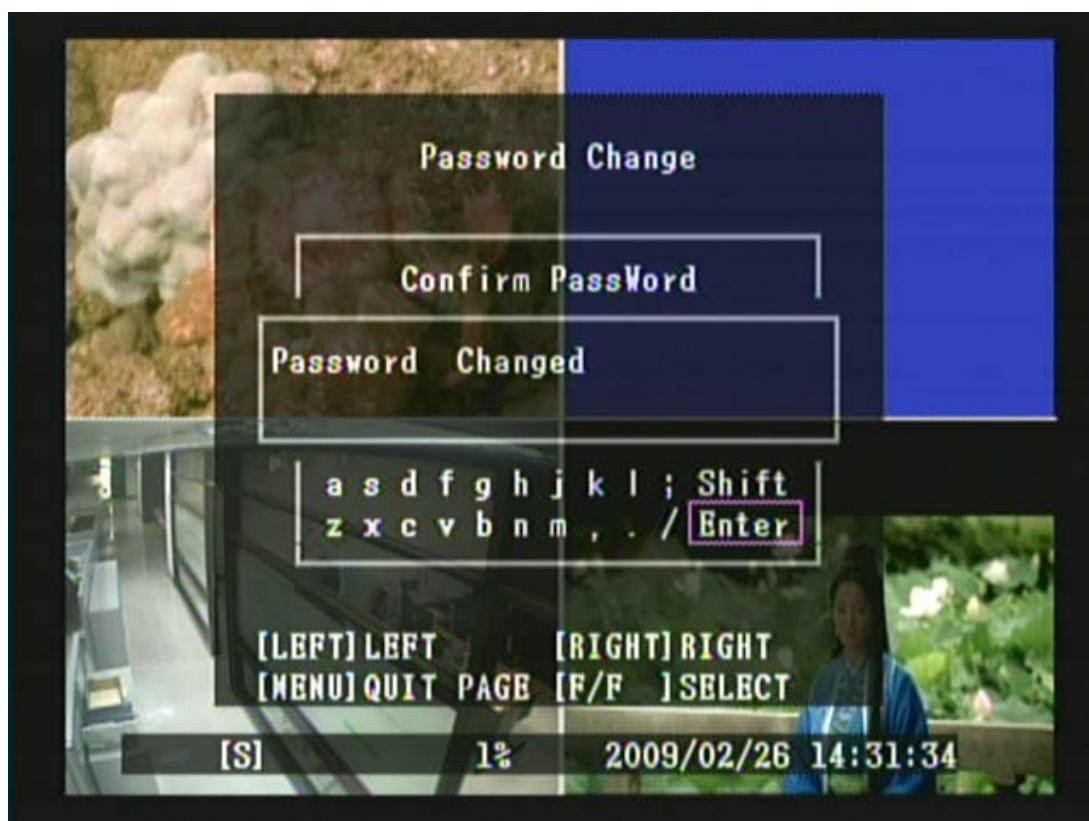 Password Change
Confirm PassWord
Password Changed
a s d f g h j k l ; Shift
z x c v b n m , . / Enter
[LEFT] LEFT [RIGHT] RIGHT
[MENU] QUIT PAGE [F/F ] SELECT
[S] 1% 2009/02/26 14:31:34